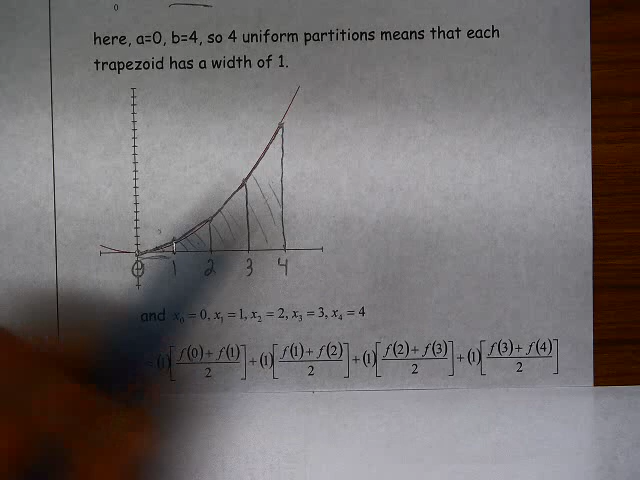 0
here, a=0, b=4, so 4 uniform partitions means that each
trapezoid has a width of 1.
0 1 2 3 4
and x₀ = 0, x₁ = 1, x₂ = 2, x₃ = 3, x₄ = 4
= (1)[(f(0) + f(1))/2] + (1)[(f(1) + f(2))/2] + (1)[(f(2) + f(3))/2] + (1)[(f(3) + f(4))/2]